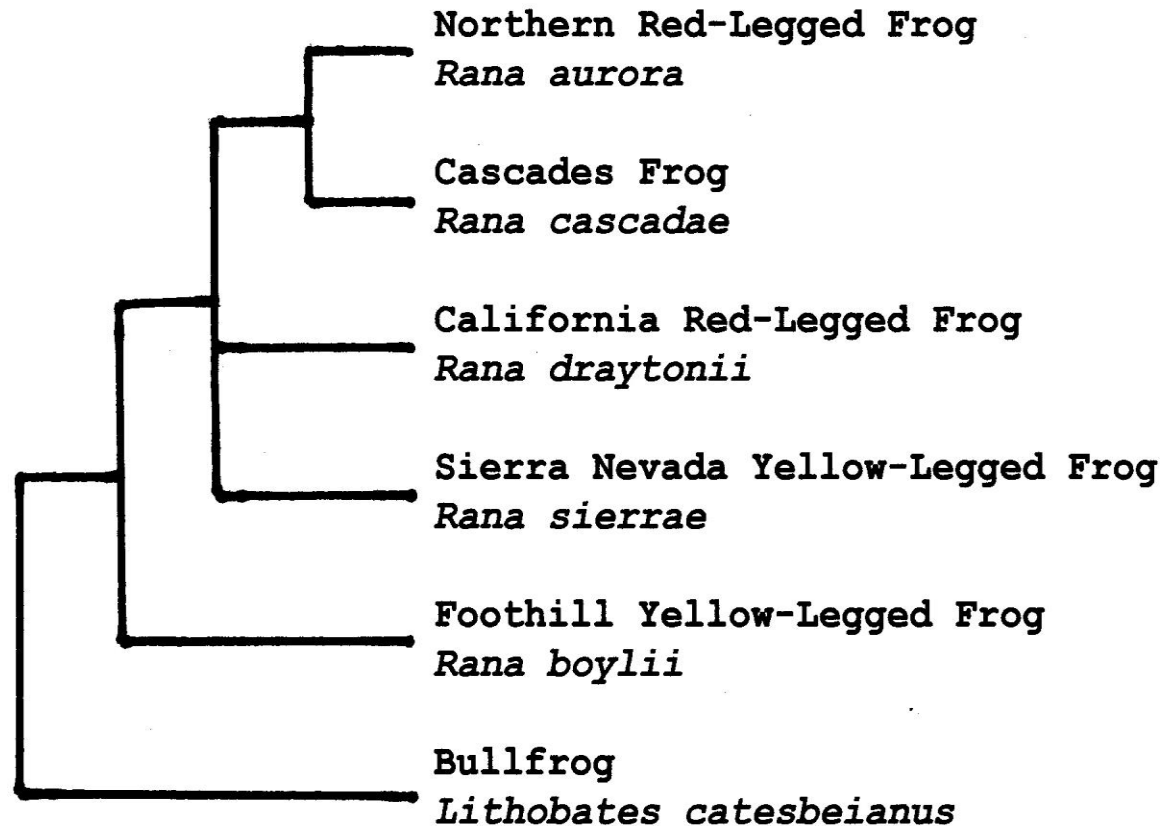 Northern Red-Legged Frog
Rana aurora
Cascades Frog
Rana cascadae
California Red-Legged Frog
Rana draytonii
Sierra Nevada Yellow-Legged Frog
Rana sierrae
Foothill Yellow-Legged Frog
Rana boylii
Bullfrog
Lithobates catesbeianus